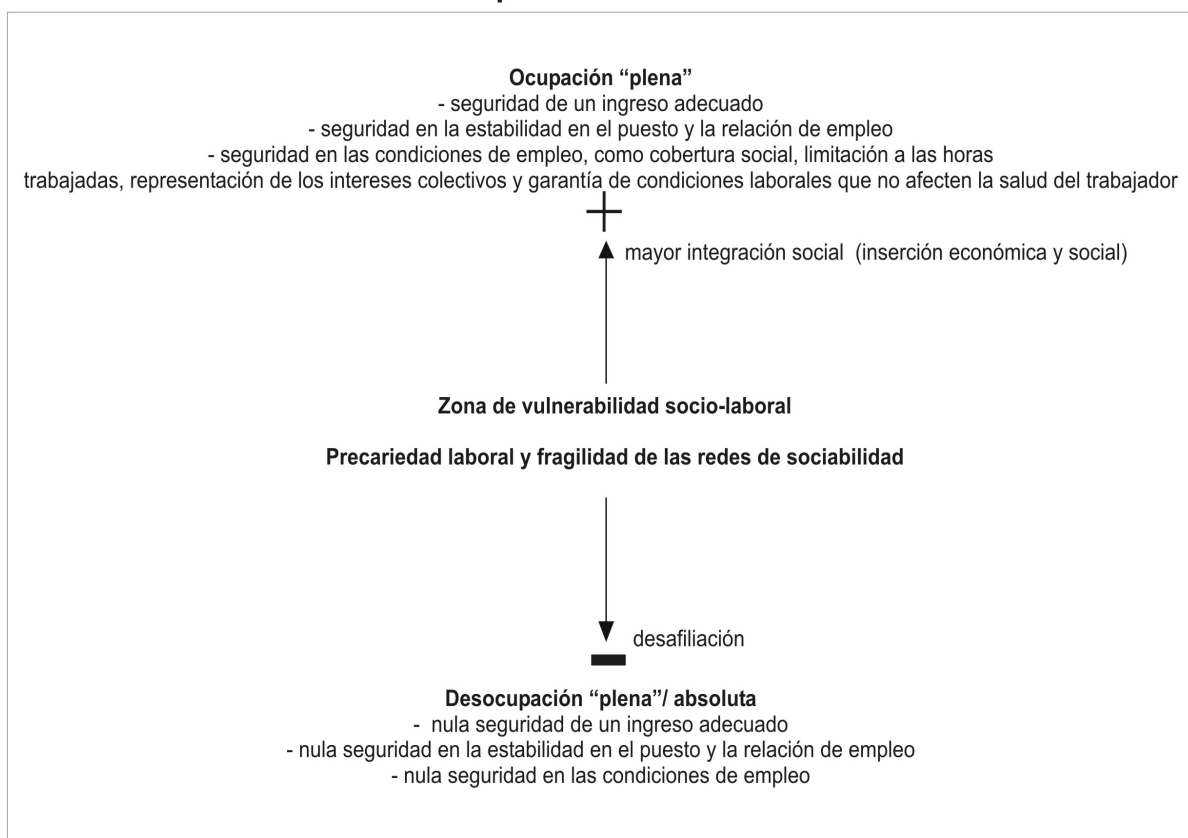 Ocupación “plena”
- seguridad de un ingreso adecuado
- seguridad en la estabilidad en el puesto y la relación de empleo
- seguridad en las condiciones de empleo, como cobertura social, limitación a las horas
trabajadas, representación de los intereses colectivos y garantía de condiciones laborales que no afecten la salud del trabajador
+
mayor integración social (inserción económica y social)
Zona de vulnerabilidad socio-laboral
Precariedad laboral y fragilidad de las redes de sociabilidad
desafiliación
-
Desocupación “plena”/ absoluta
- nula seguridad de un ingreso adecuado
- nula seguridad en la estabilidad en el puesto y la relación de empleo
- nula seguridad en las condiciones de empleo